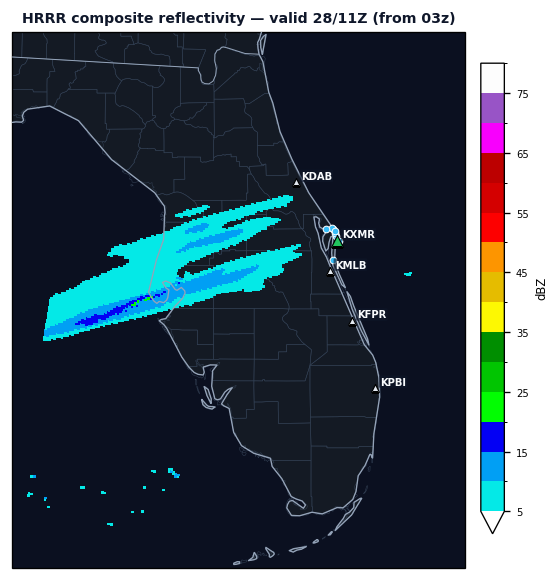 HRRR composite reflectivity — valid 28/11Z (from 03z)
KDAB
KXMR
KMLB
KFPR
KPBI
75
65
55
45
35
25
15
5
dBZ